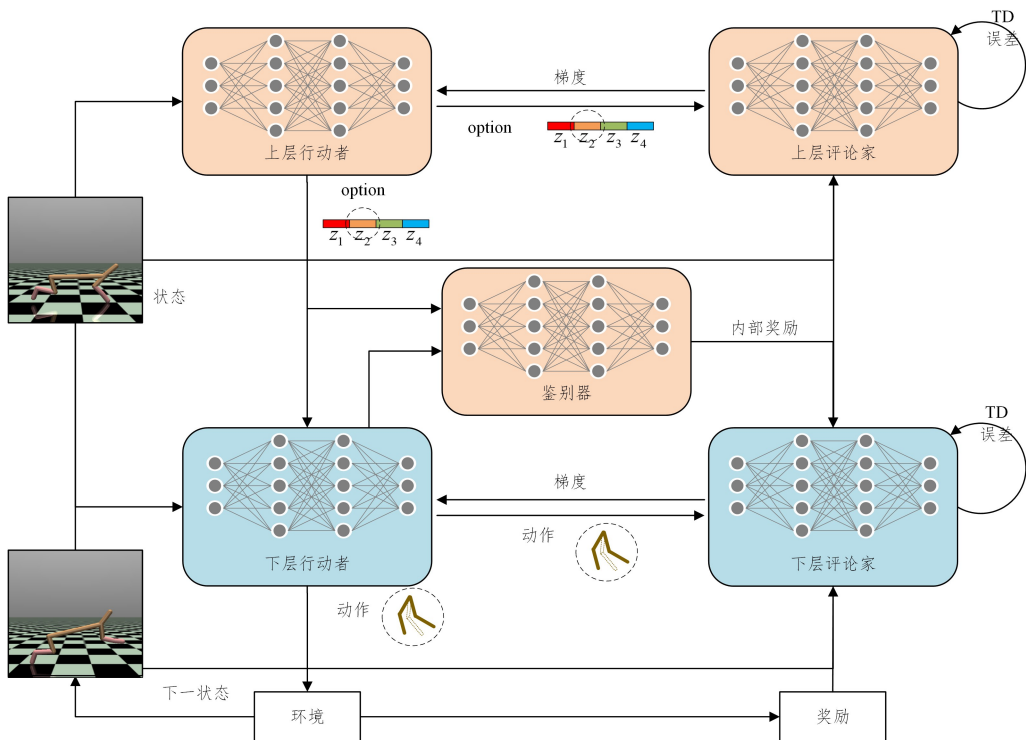 TD
误差
梯度
option
z1 z2 z3 z4
上层行动者
上层评论家
option
z1 z2 z3 z4
状态
内部奖励
鉴别器
TD
误差
梯度
动作
下层行动者
下层评论家
动作
下一状态
环境
奖励